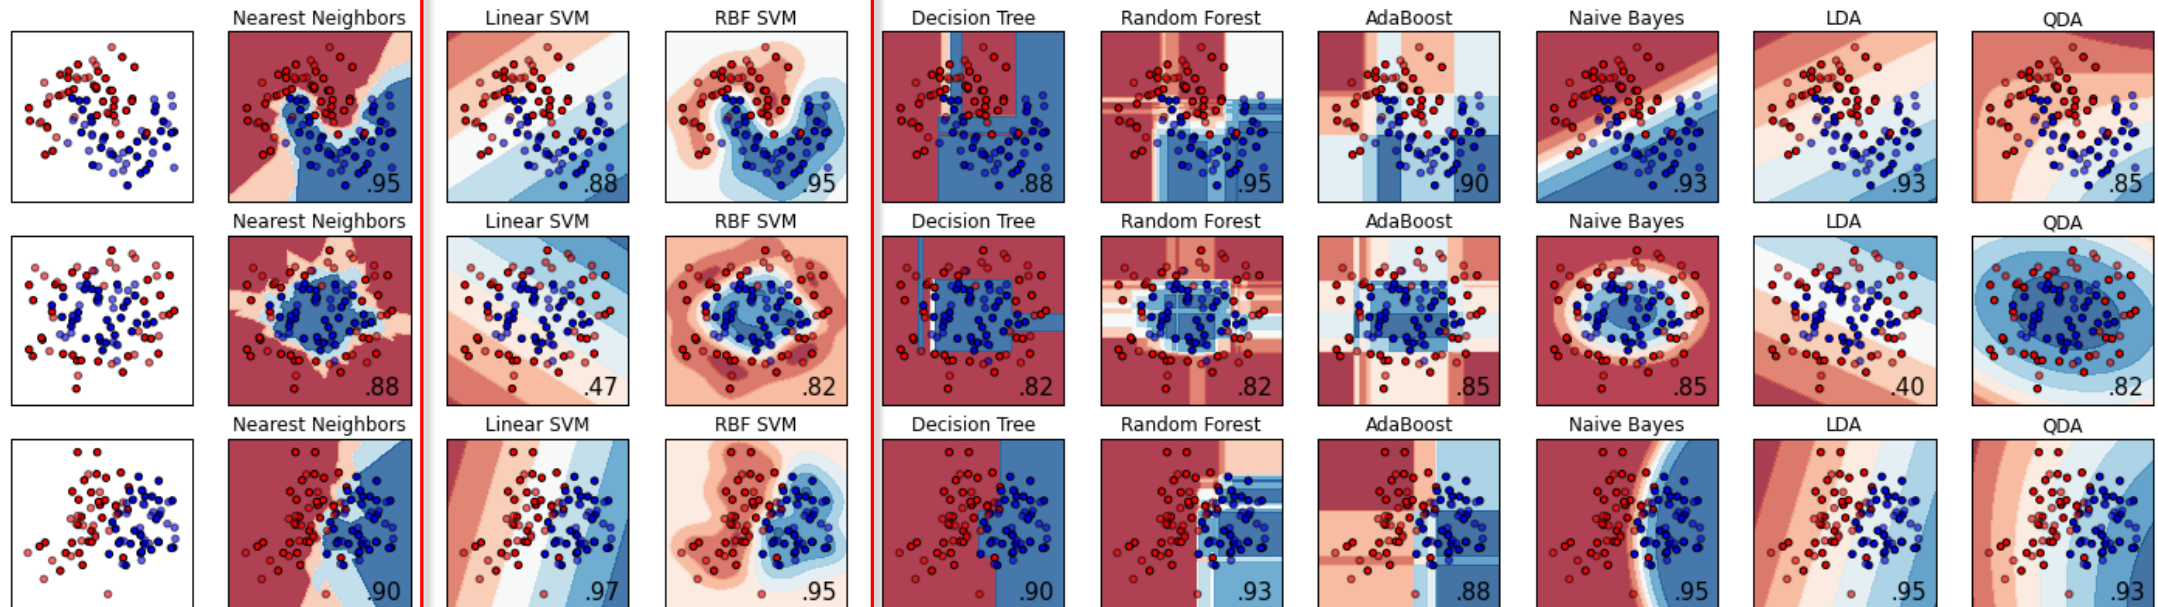 Nearest Neighbors Linear SVM RBF SVM Decision Tree Random Forest AdaBoost Naive Bayes LDA QDA
.95 .88 .95 .88 .95 .90 .93 .93 .85
Nearest Neighbors Linear SVM RBF SVM Decision Tree Random Forest AdaBoost Naive Bayes LDA QDA
.88 .47 .82 .82 .82 .85 .85 .40 .82
Nearest Neighbors Linear SVM RBF SVM Decision Tree Random Forest AdaBoost Naive Bayes LDA QDA
.90 .97 .95 .90 .93 .88 .95 .95 .93